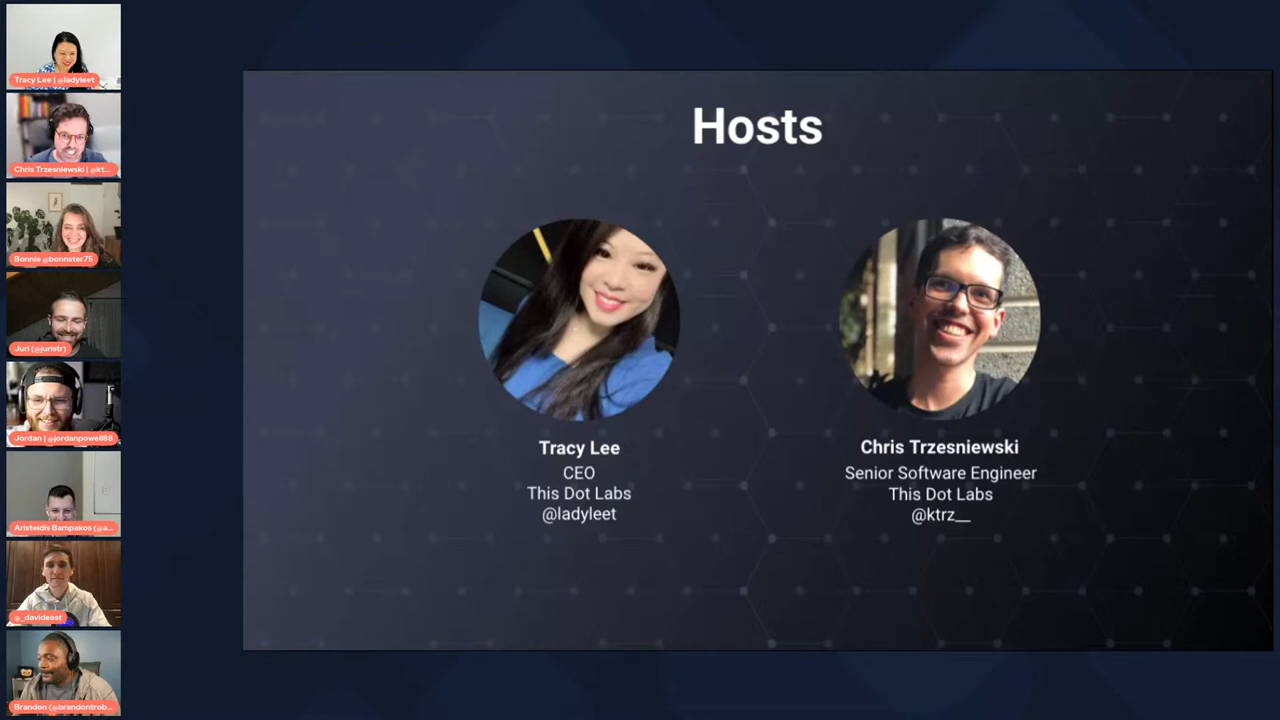 Tracy Lee | @ladyleet
Chris Trzesniewski | @kt...
Bonnie @bonnster75
Juri (@juristr)
Jordan | @jordanpowell88
Aristeidis Bampakos (@a...
@_davideast
Brandon (@brandontrob...
Hosts
Tracy Lee
CEO
This Dot Labs
@ladyleet
Chris Trzesniewski
Senior Software Engineer
This Dot Labs
@ktrz__